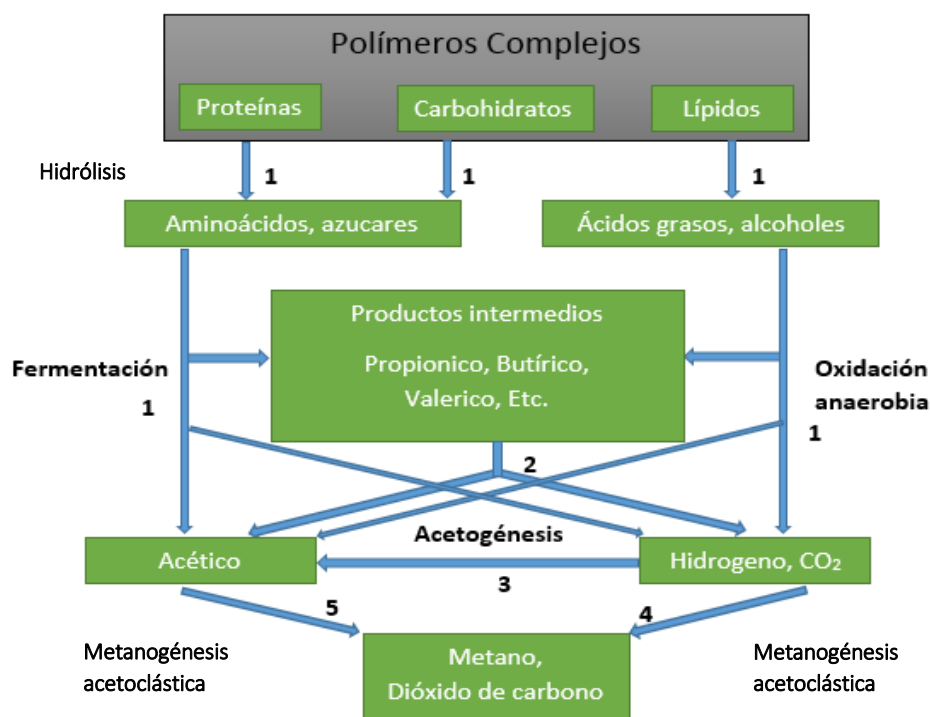 Polímeros Complejos
Proteínas
Carbohidratos
Lípidos
Hidrólisis
1
1
1
Aminoácidos, azucares
Ácidos grasos, alcoholes
Productos intermedios
Propionico, Butírico,
Valerico, Etc.
Fermentación
1
Oxidación
anaerobia
1
2
Acetogénesis
Acético
Hidrogeno, CO₂
3
5
4
Metanogénesis
acetoclástica
Metano,
Dióxido de carbono
Metanogénesis
acetoclástica